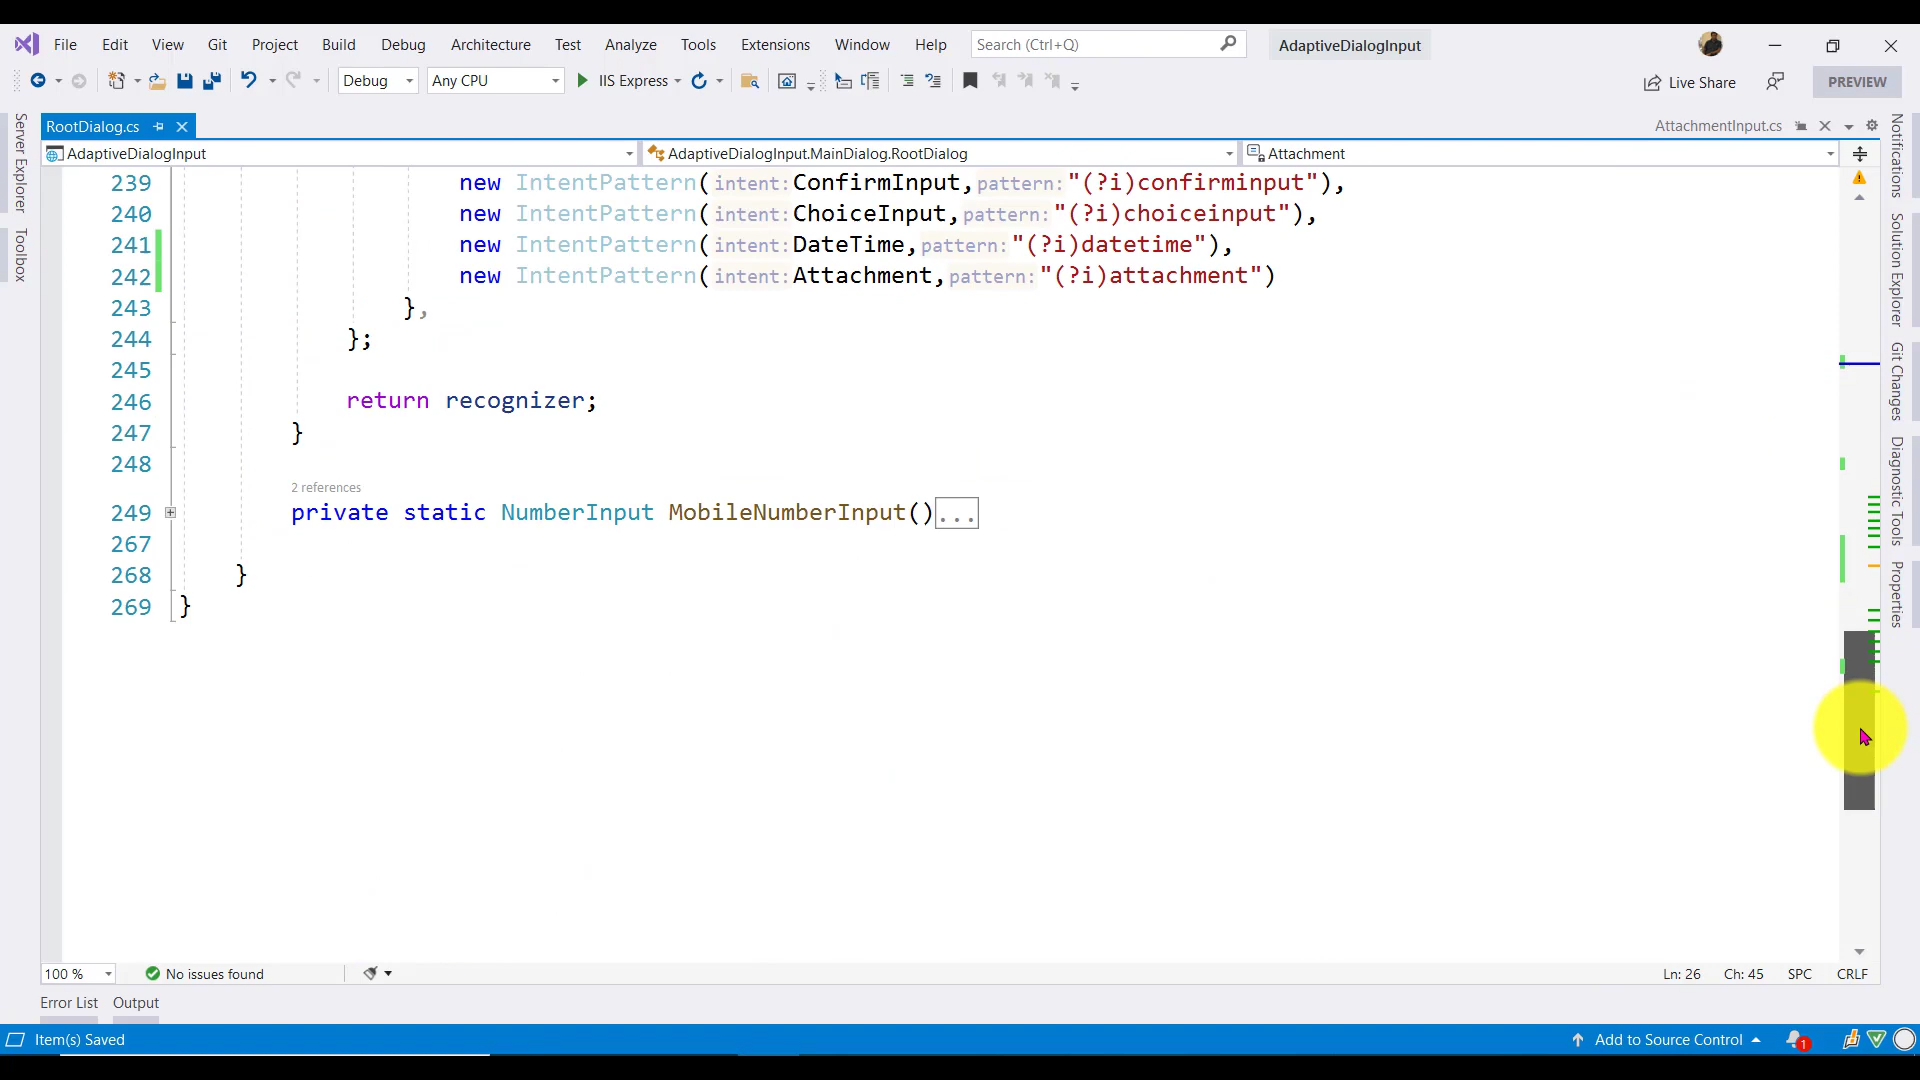 File Edit View Git Project Build Debug Architecture Test Analyze Tools Extensions Window Help Search (Ctrl+Q) AdaptiveDialogInput
Debug Any CPU IIS Express Live Share PREVIEW
RootDialog.cs AttachmentInput.cs
AdaptiveDialogInput AdaptiveDialogInput.MainDialog.RootDialog Attachment
239 new IntentPattern(intent:ConfirmInput,pattern:"(?i)confirminput"),
240 new IntentPattern(intent:ChoiceInput,pattern:"(?i)choiceinput"),
241 new IntentPattern(intent:DateTime,pattern:"(?i)datetime"),
242 new IntentPattern(intent:Attachment,pattern:"(?i)attachment")
243 },
244 };
245
246 return recognizer;
247 }
248
2 references
249 private static NumberInput MobileNumberInput()...
267
268 }
269 }
100 % No issues found Ln: 26 Ch: 45 SPC CRLF
Error List Output
Item(s) Saved Add to Source Control 1
Server Explorer
Toolbox
Notifications
Solution Explorer
Git Changes
Diagnostic Tools
Properties